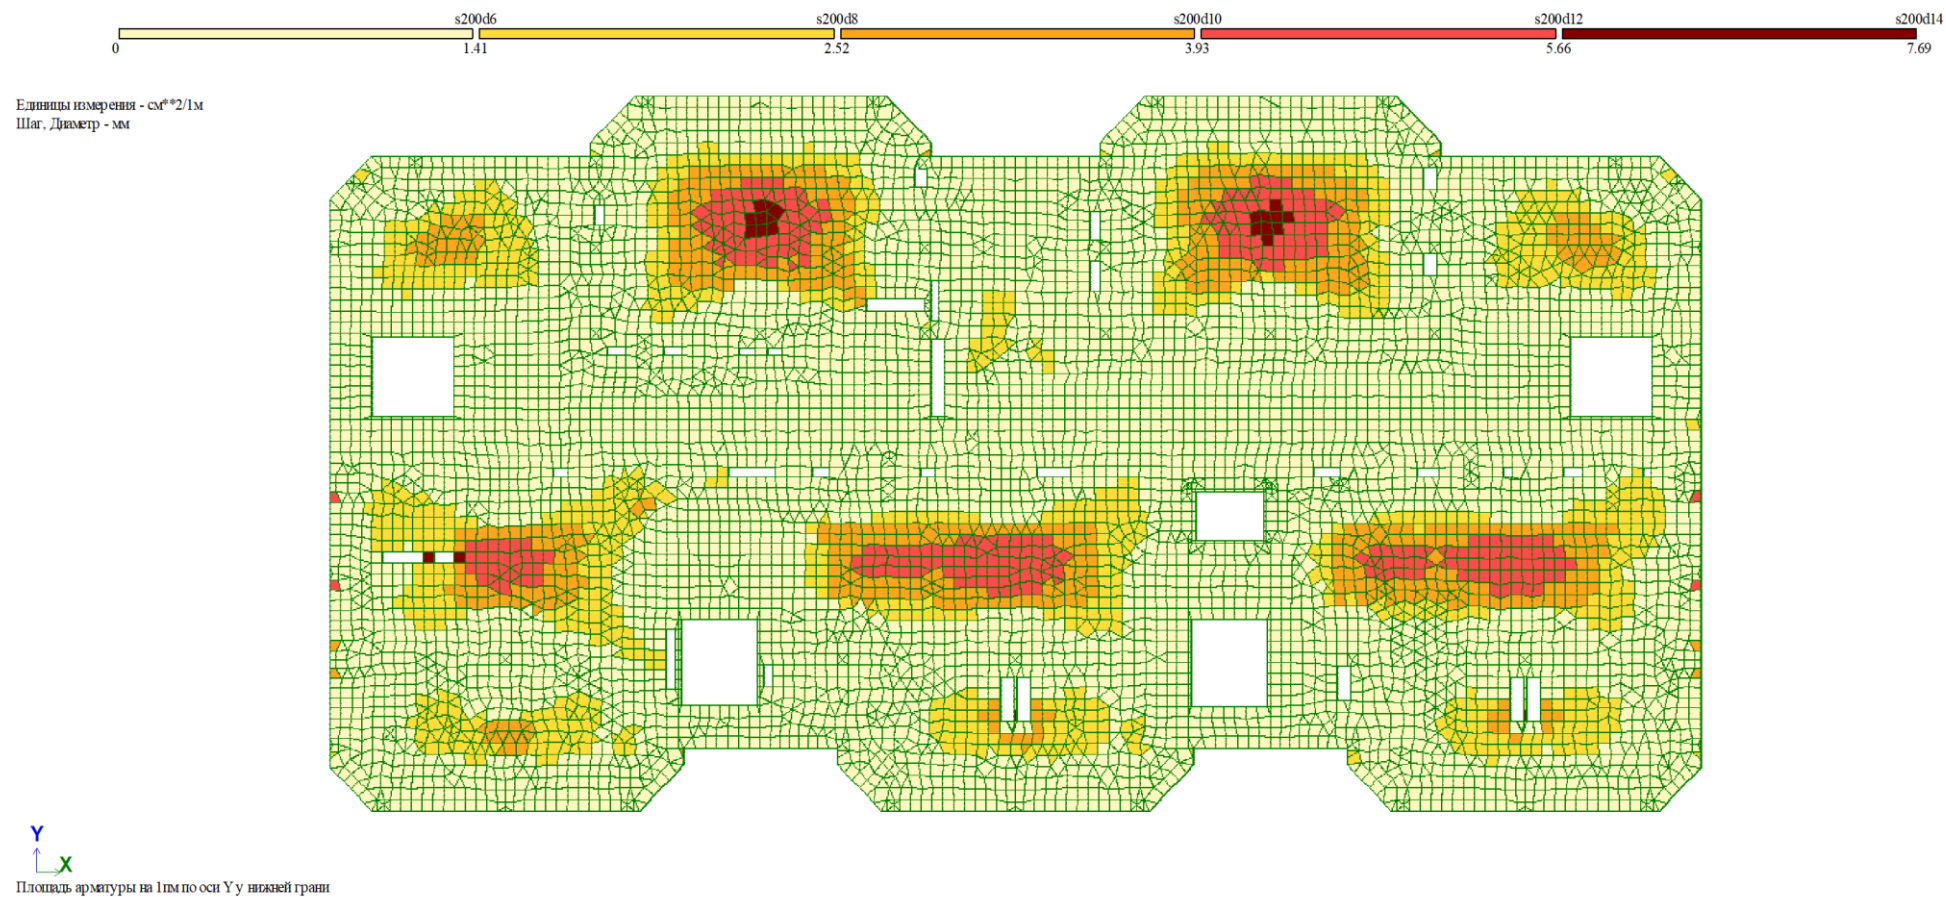 s200d6 s200d8 s200d10 s200d12 s200d14
0 1.41 2.52 3.93 5.66 7.69
Единицы измерения - см**2/1м
Шаг, Диаметр - мм
Y
X
Площадь арматуры на 1пм по оси Y у нижней грани